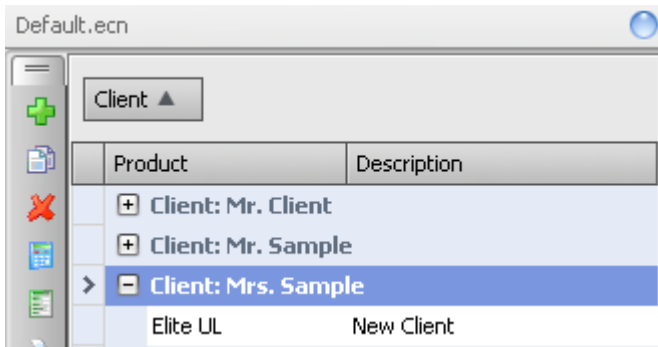 Default.ecn
Client
Product Description
Client: Mr. Client
Client: Mr. Sample
Client: Mrs. Sample
Elite UL New Client